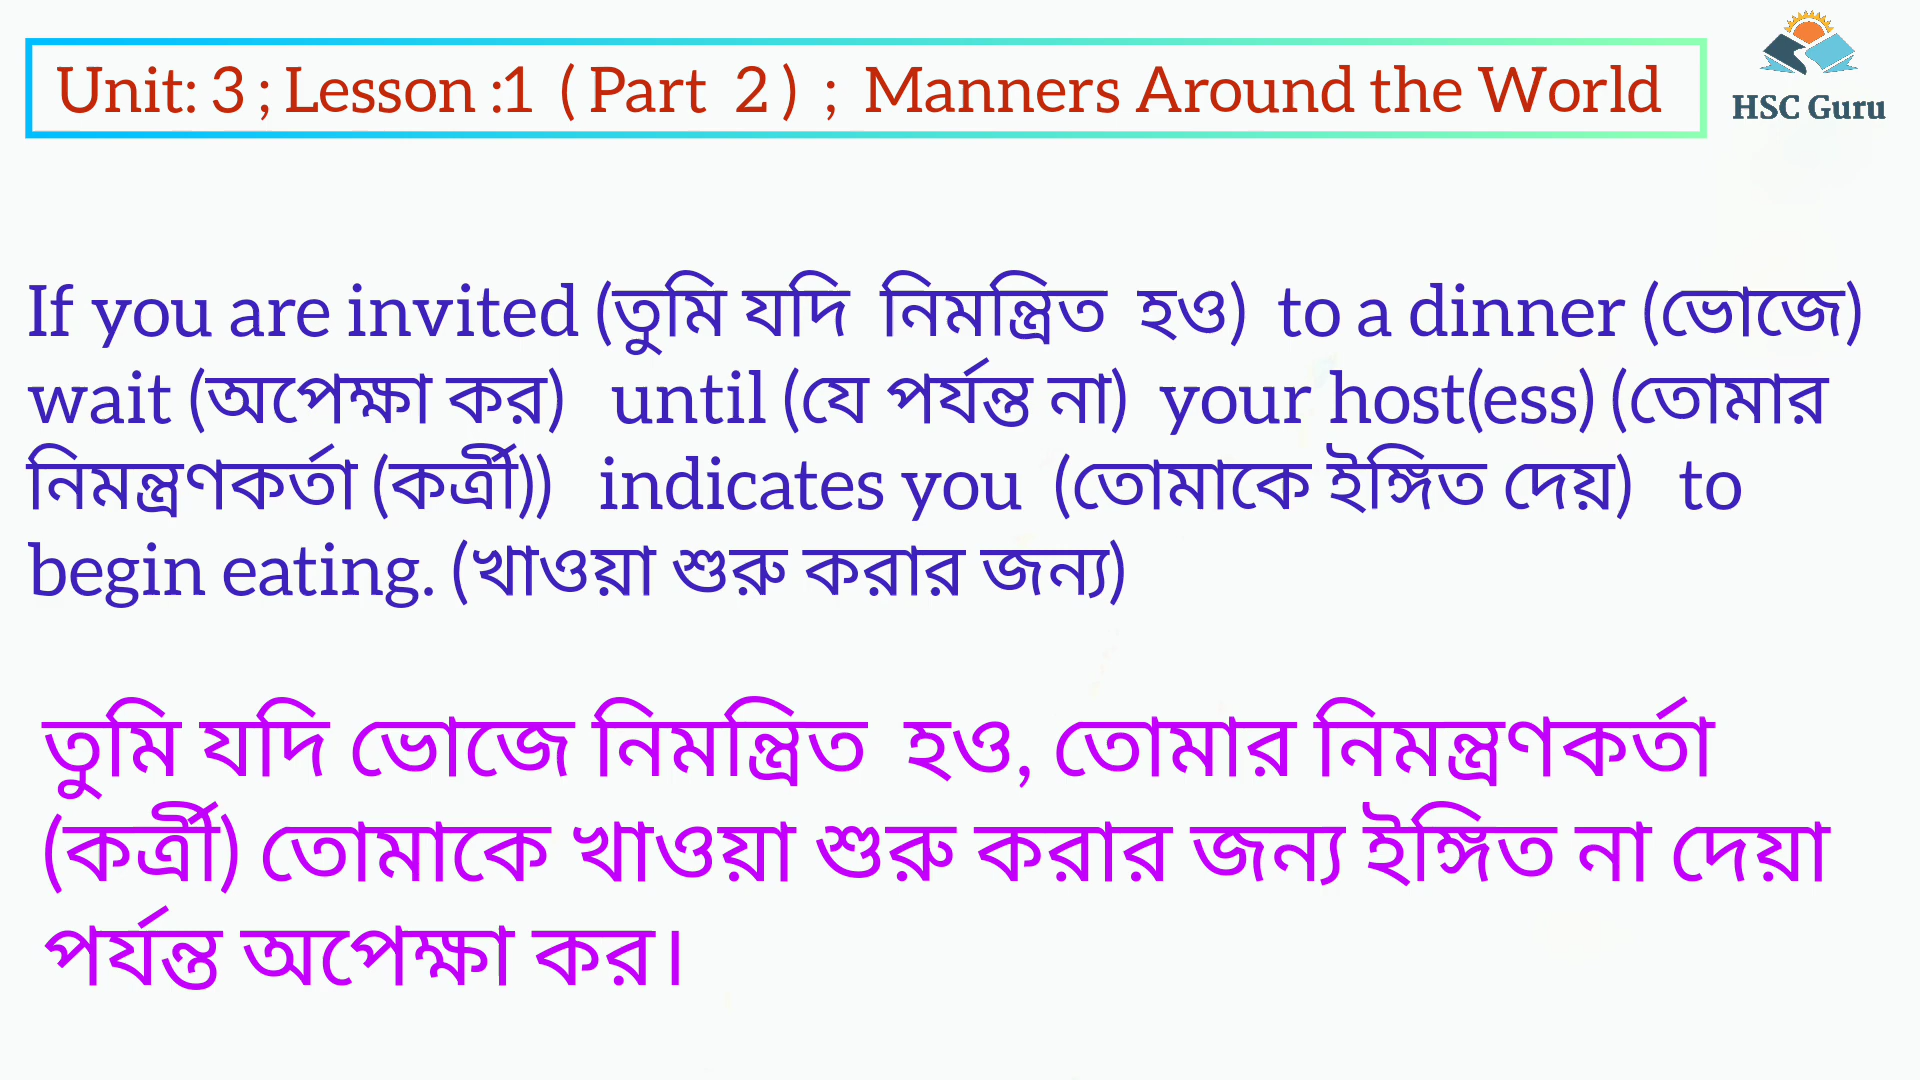 Unit: 3 ; Lesson :1 ( Part 2 ) ; Manners Around the World
HSC Guru
If you are invited (তুমি যদি নিমন্ত্রিত হও) to a dinner (ভোজে)
wait (অপেক্ষা কর) until (যে পর্যন্ত না) your host(ess) (তোমার
নিমন্ত্রণকর্তা (কর্ত্রী)) indicates you (তোমাকে ইঙ্গিত দেয়) to
begin eating. (খাওয়া শুরু করার জন্য)
তুমি যদি ভোজে নিমন্ত্রিত হও, তোমার নিমন্ত্রণকর্তা
(কর্ত্রী) তোমাকে খাওয়া শুরু করার জন্য ইঙ্গিত না দেয়া
পর্যন্ত অপেক্ষা কর।